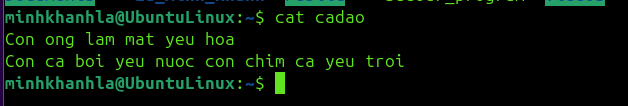 minhkhanhla@UbuntuLinux:~$ cat cadao
Con ong lam mat yeu hoa
Con ca boi yeu nuoc con chim ca yeu troi
minhkhanhla@UbuntuLinux:~$